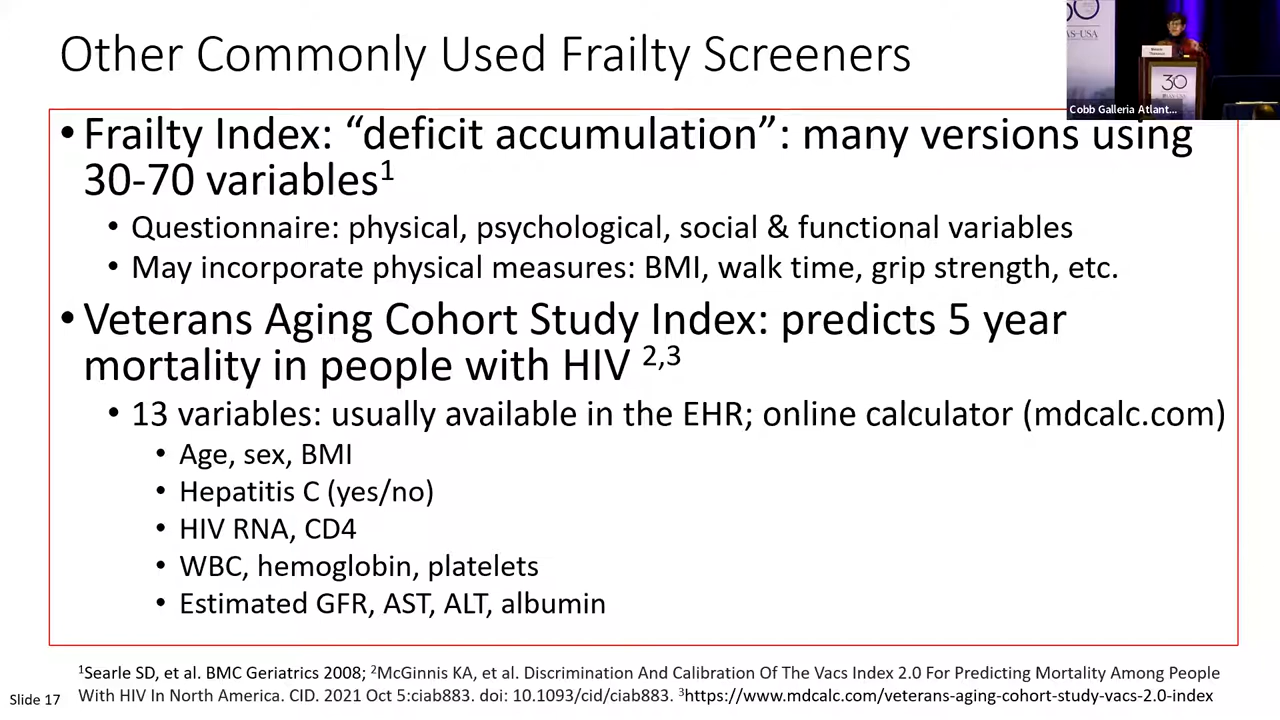 Other Commonly Used Frailty Screeners
30
AS-USA
30
Cobb Galleria Atlant...
• Frailty Index: “deficit accumulation”: many versions using
30-70 variables¹
• Questionnaire: physical, psychological, social & functional variables
• May incorporate physical measures: BMI, walk time, grip strength, etc.
• Veterans Aging Cohort Study Index: predicts 5 year
mortality in people with HIV ²,³
• 13 variables: usually available in the EHR; online calculator (mdcalc.com)
• Age, sex, BMI
• Hepatitis C (yes/no)
• HIV RNA, CD4
• WBC, hemoglobin, platelets
• Estimated GFR, AST, ALT, albumin
¹Searle SD, et al. BMC Geriatrics 2008; ²McGinnis KA, et al. Discrimination And Calibration Of The Vacs Index 2.0 For Predicting Mortality Among People
With HIV In North America. CID. 2021 Oct 5:ciab883. doi: 10.1093/cid/ciab883. ³https://www.mdcalc.com/veterans-aging-cohort-study-vacs-2.0-index
Slide 17